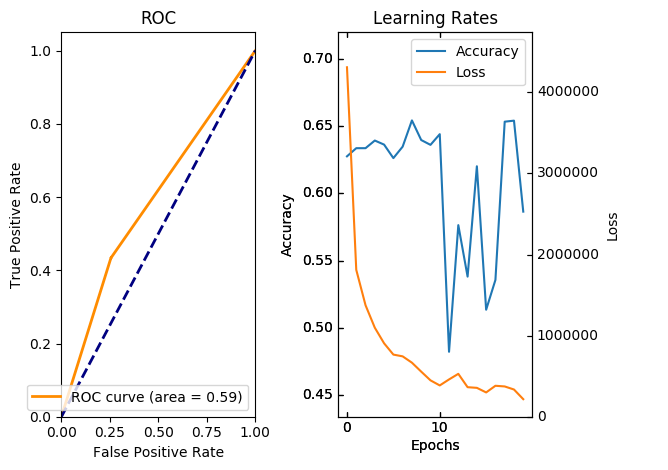 ROC
1.0
0.8
0.6
0.4
0.2
0.0
True Positive Rate
ROC curve (area = 0.59)
0.00 0.25 0.50 0.75 1.00
False Positive Rate
Learning Rates
Accuracy
Loss
0.70
0.65
0.60
0.55
0.50
0.45
Accuracy
4000000
3000000
2000000
1000000
0
Loss
0 10
Epochs